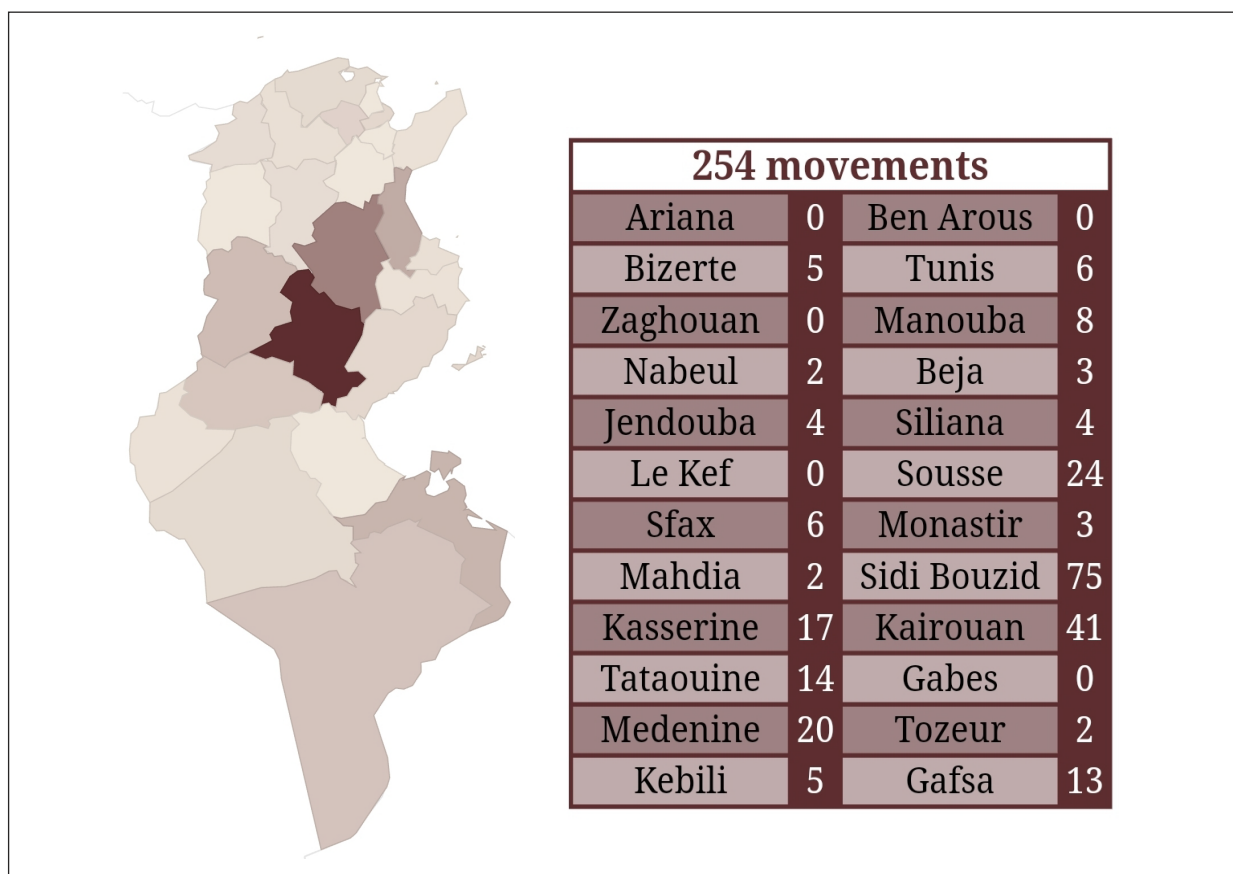 254 movements
Ariana 0 Ben Arous 0
Bizerte 5 Tunis 6
Zaghouan 0 Manouba 8
Nabeul 2 Beja 3
Jendouba 4 Siliana 4
Le Kef 0 Sousse 24
Sfax 6 Monastir 3
Mahdia 2 Sidi Bouzid 75
Kasserine 17 Kairouan 41
Tataouine 14 Gabes 0
Medenine 20 Tozeur 2
Kebili 5 Gafsa 13